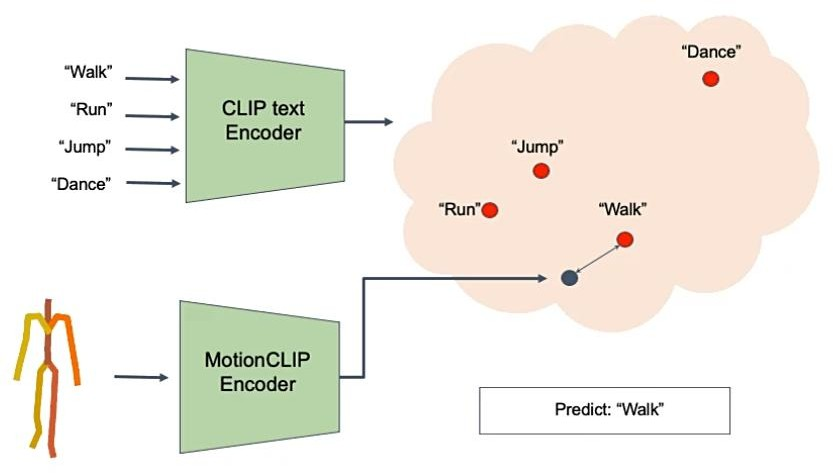 “Walk”
“Run”
“Jump”
“Dance”
CLIP text
Encoder
“Dance”
“Jump”
“Run”
“Walk”
MotionCLIP
Encoder
Predict: “Walk”